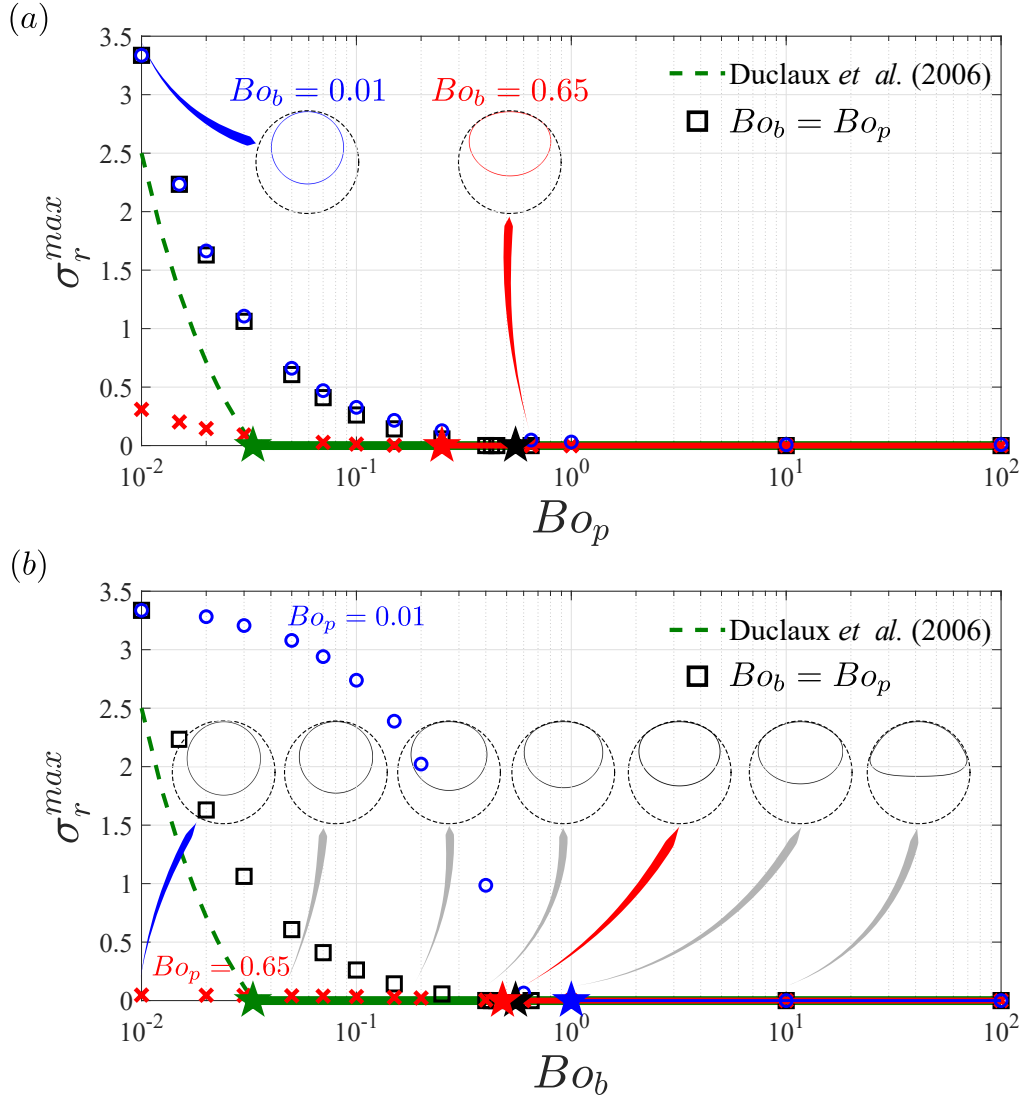 (a)
3.5
3
2.5
2
1.5
1
0.5
0
σ_r^{max}
Bo_b = 0.01
Bo_b = 0.65
Duclaux et al. (2006)
Bo_b = Bo_p
10^{-2}
10^{-1}
10^{0}
10^{1}
10^{2}
Bo_p
(b)
3.5
3
2.5
2
1.5
1
0.5
0
σ_r^{max}
Bo_p = 0.01
Duclaux et al. (2006)
Bo_b = Bo_p
Bo_p = 0.65
10^{-2}
10^{-1}
10^{0}
10^{1}
10^{2}
Bo_b